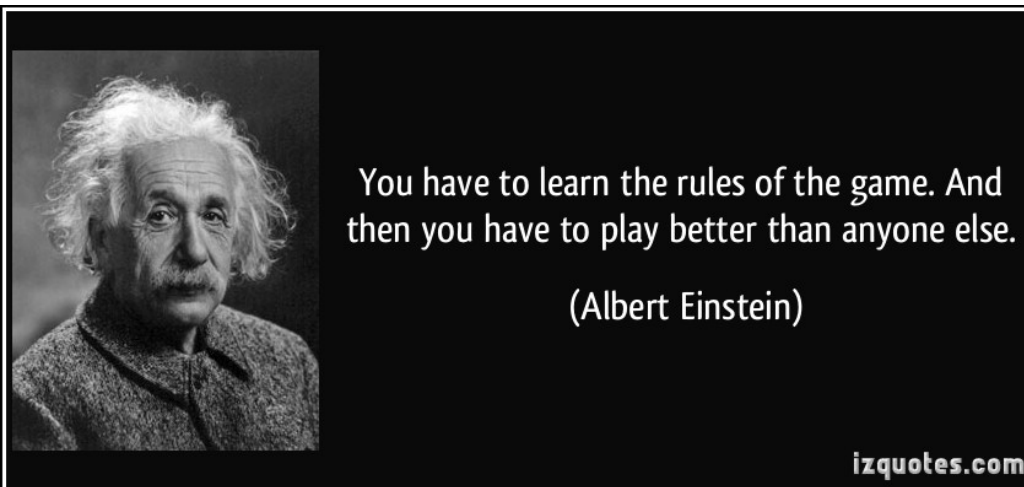 You have to learn the rules of the game. And
then you have to play better than anyone else.
(Albert Einstein)
izquotes.com